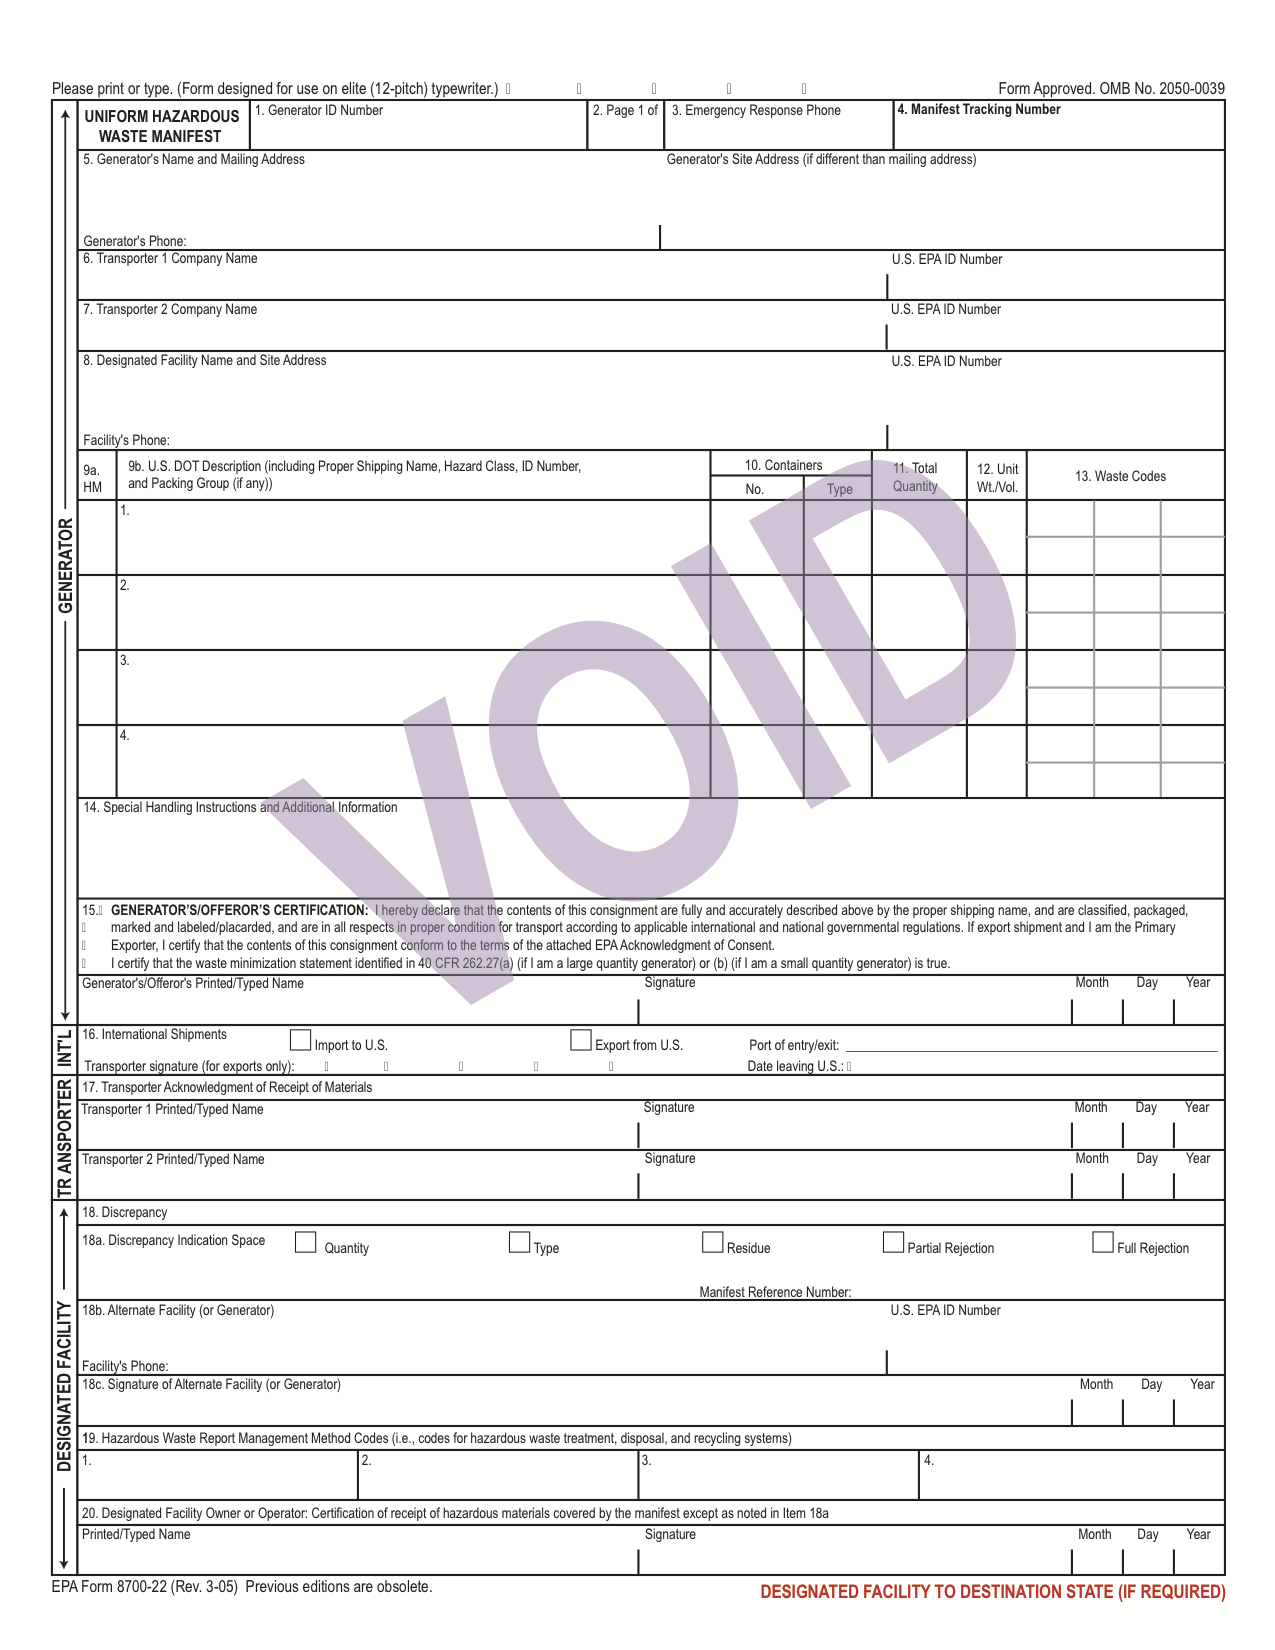 Please print or type. (Form designed for use on elite (12-pitch) typewriter.)
Form Approved. OMB No. 2050-0039
UNIFORM HAZARDOUS
WASTE MANIFEST
1. Generator ID Number
2. Page 1 of
3. Emergency Response Phone
4. Manifest Tracking Number
5. Generator's Name and Mailing Address
Generator's Site Address (if different than mailing address)
Generator's Phone:
6. Transporter 1 Company Name
U.S. EPA ID Number
7. Transporter 2 Company Name
U.S. EPA ID Number
8. Designated Facility Name and Site Address
U.S. EPA ID Number
Facility's Phone:
9a.
HM
9b. U.S. DOT Description (including Proper Shipping Name, Hazard Class, ID Number,
and Packing Group (if any))
10. Containers
No.
Type
11. Total
Quantity
12. Unit
Wt./Vol.
13. Waste Codes
1.
2.
3.
4.
GENERATOR
VOID
14. Special Handling Instructions and Additional Information
15. GENERATOR'S/OFFEROR'S CERTIFICATION: I hereby declare that the contents of this consignment are fully and accurately described above by the proper shipping name, and are classified, packaged,
marked and labeled/placarded, and are in all respects in proper condition for transport according to applicable international and national governmental regulations. If export shipment and I am the Primary
Exporter, I certify that the contents of this consignment conform to the terms of the attached EPA Acknowledgment of Consent.
I certify that the waste minimization statement identified in 40 CFR 262.27(a) (if I am a large quantity generator) or (b) (if I am a small quantity generator) is true.
Generator's/Offeror's Printed/Typed Name
Signature
Month Day Year
INT'L
16. International Shipments
Import to U.S.
Export from U.S.
Port of entry/exit:
Transporter signature (for exports only):
Date leaving U.S.:
TR ANSPORTER
17. Transporter Acknowledgment of Receipt of Materials
Transporter 1 Printed/Typed Name
Signature
Month Day Year
Transporter 2 Printed/Typed Name
Signature
Month Day Year
DESIGNATED FACILITY
18. Discrepancy
18a. Discrepancy Indication Space
Quantity
Type
Residue
Partial Rejection
Full Rejection
Manifest Reference Number:
18b. Alternate Facility (or Generator)
U.S. EPA ID Number
Facility's Phone:
18c. Signature of Alternate Facility (or Generator)
Month Day Year
19. Hazardous Waste Report Management Method Codes (i.e., codes for hazardous waste treatment, disposal, and recycling systems)
1.
2.
3.
4.
20. Designated Facility Owner or Operator: Certification of receipt of hazardous materials covered by the manifest except as noted in Item 18a
Printed/Typed Name
Signature
Month Day Year
EPA Form 8700-22 (Rev. 3-05) Previous editions are obsolete.
DESIGNATED FACILITY TO DESTINATION STATE (IF REQUIRED)